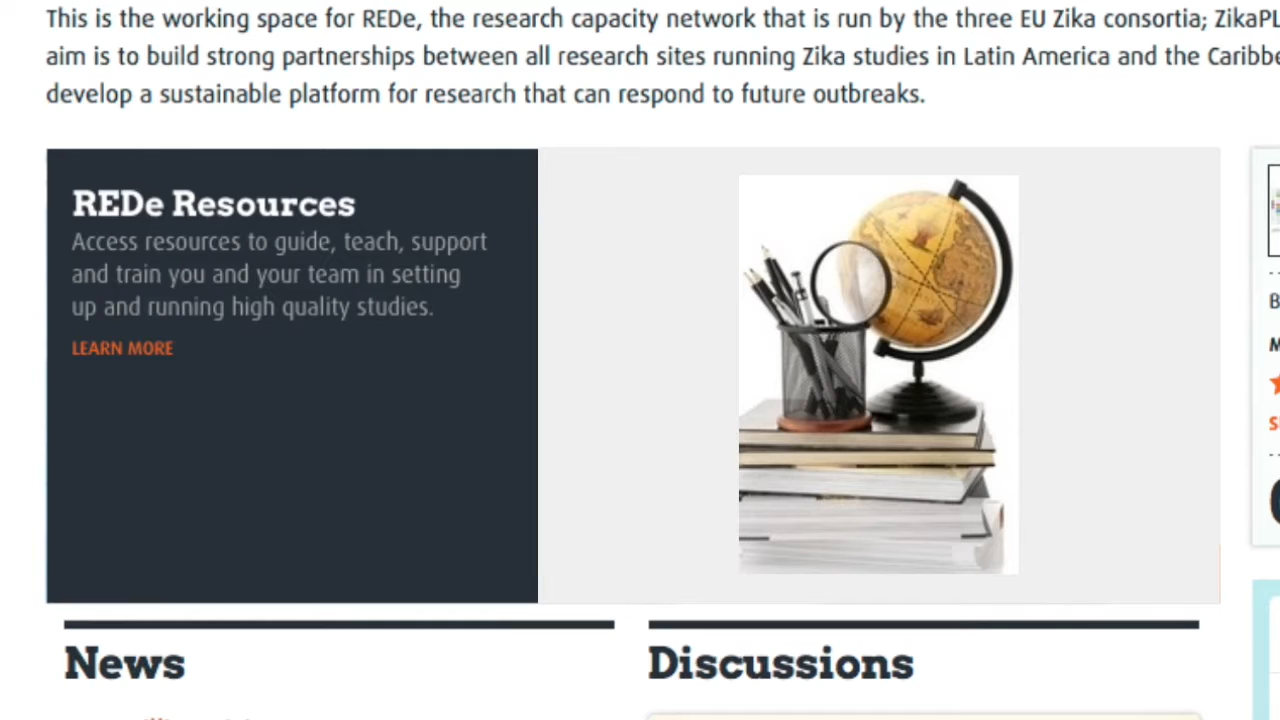 This is the working space for REDe, the research capacity network that is run by the three EU Zika consortia;
aim is to build strong partnerships between all research sites running Zika studies in Latin America and the
develop a sustainable platform for research that can respond to future outbreaks.
REDe Resources
Access resources to guide, teach, support
and train you and your team in setting
up and running high quality studies.
LEARN MORE
News
Discussions